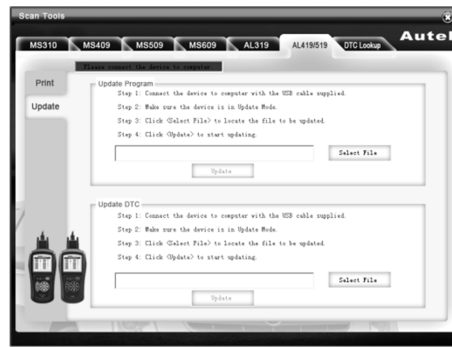 Scan Tools
Autel
MS310 MS409 MS509 MS609 AL319 AL419/519 DTC Lookup
Please connect the device to computer.
Print
Update
Update Program
Step 1: Connect the device to computer with the USB cable supplied.
Step 2: Make sure the device is in Update Mode.
Step 3: Click <Select File> to locate the file to be updated.
Step 4: Click <Update> to start updating.
Select File
Update
Update DTC
Step 1: Connect the device to computer with the USB cable supplied.
Step 2: Make sure the device is in Update Mode.
Step 3: Click <Select File> to locate the file to be updated.
Step 4: Click <Update> to start updating.
Select File
Update